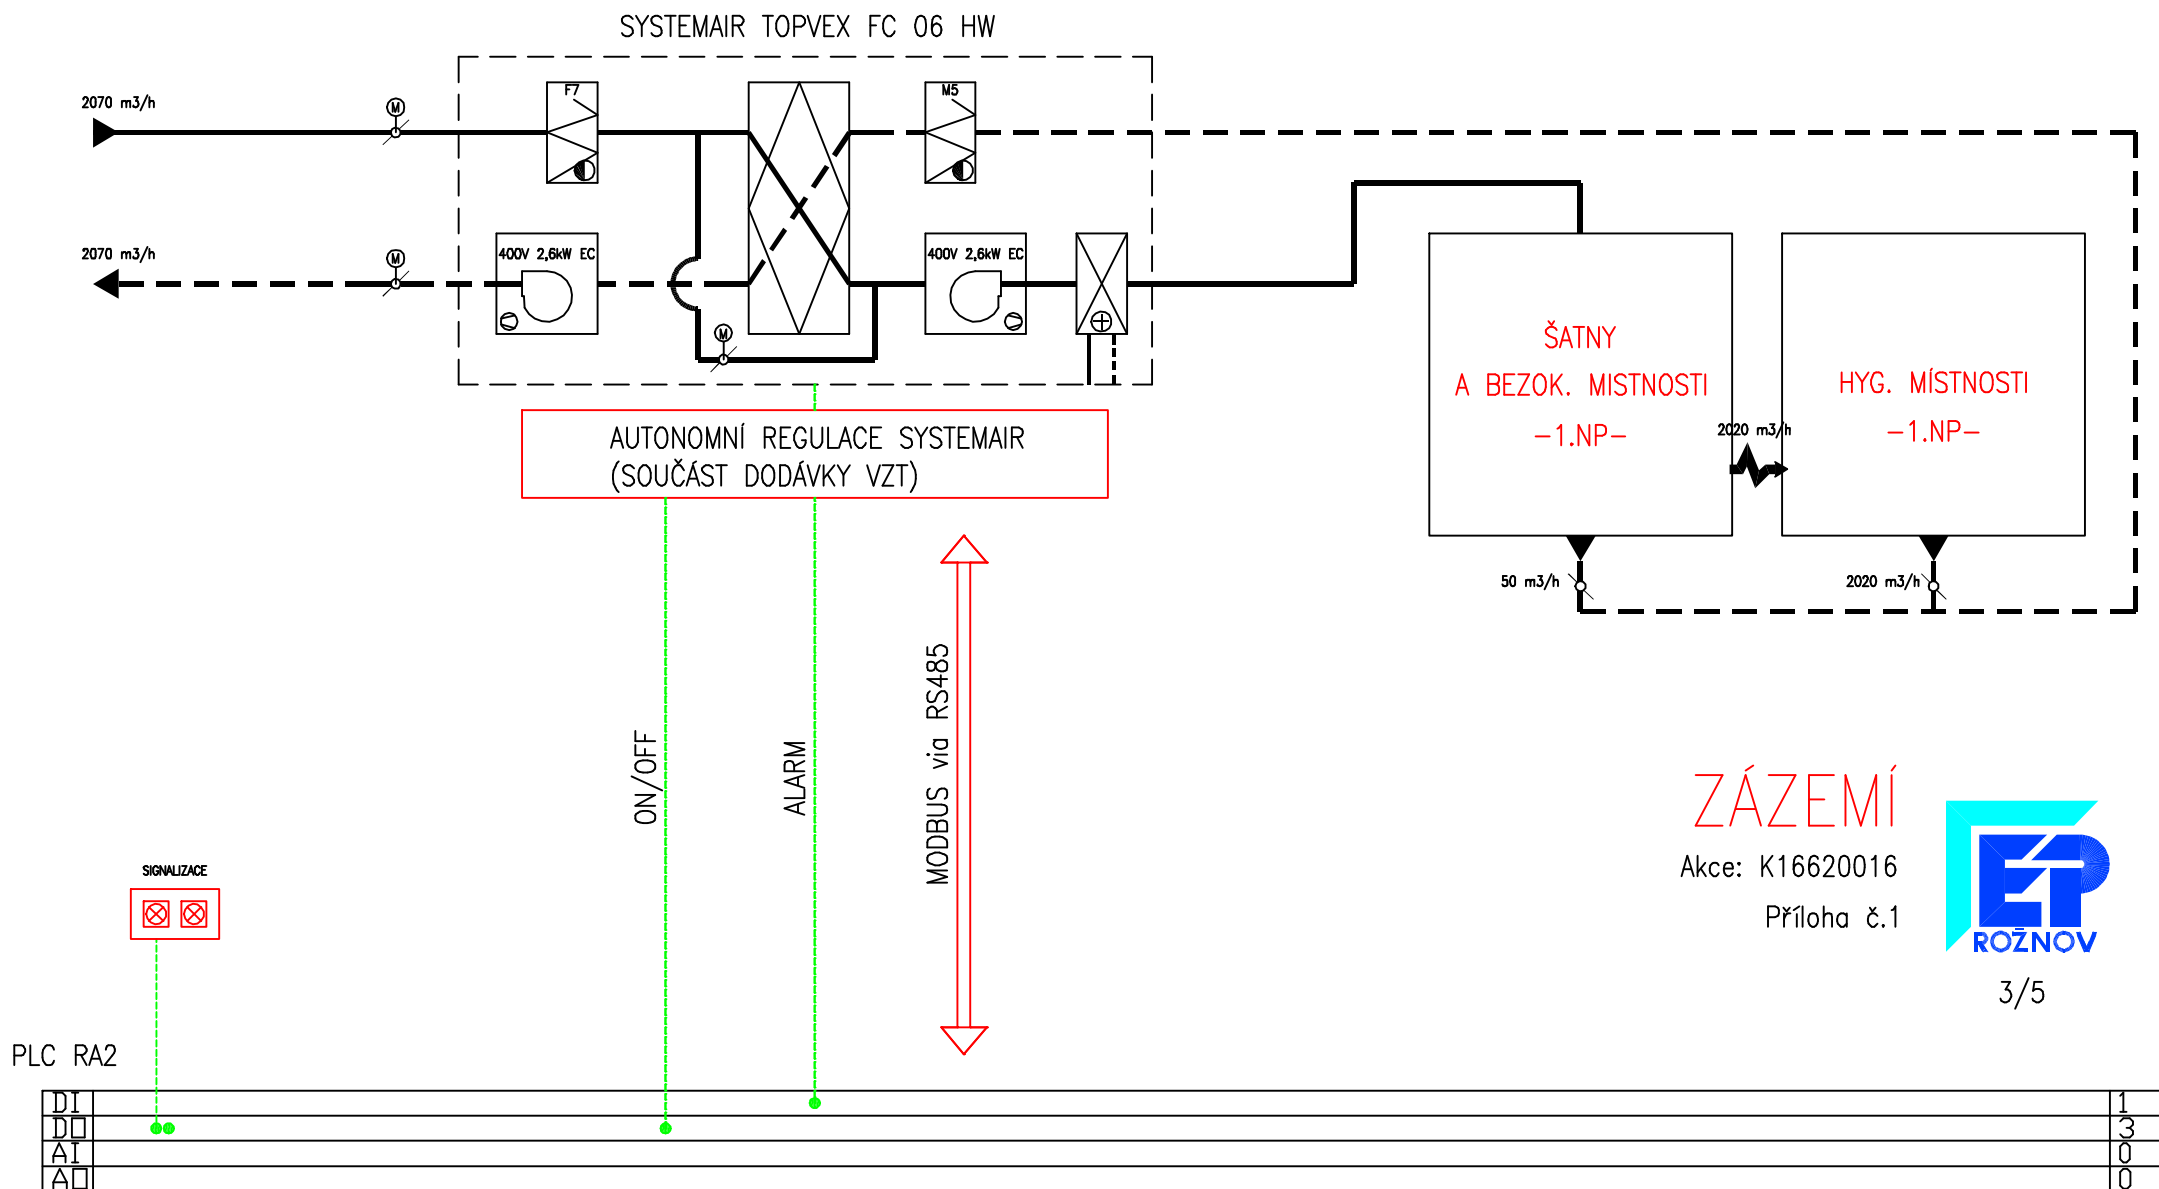 SYSTEMAIR TOPVEX FC 06 HW
2070 m3/h
M
F7
M5
2070 m3/h
M
400V 2,6kW EC
400V 2,6kW EC
M
ŠATNY
A BEZOK. MISTNOSTI
-1.NP-
HYG. MÍSTNOSTI
-1.NP-
2020 m3/h
AUTONOMNÍ REGULACE SYSTEMAIR
(SOUČÁST DODÁVKY VZT)
50 m3/h
2020 m3/h
ON/OFF
ALARM
MODBUS via RS485
ZÁZEMÍ
Akce: K16620016
Příloha č.1
EP
ROŽNOV
3/5
SIGNALIZACE
PLC RA2
DI 1
DO 3
AI 0
AO 0